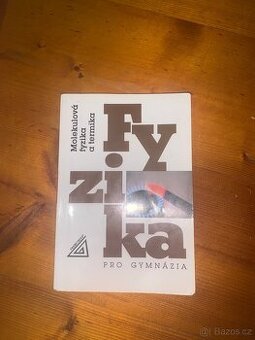 Molekulová
fyzika
a termika
Fy
zi
ka
PRO GYMNÁZIA
© Bazos.cz